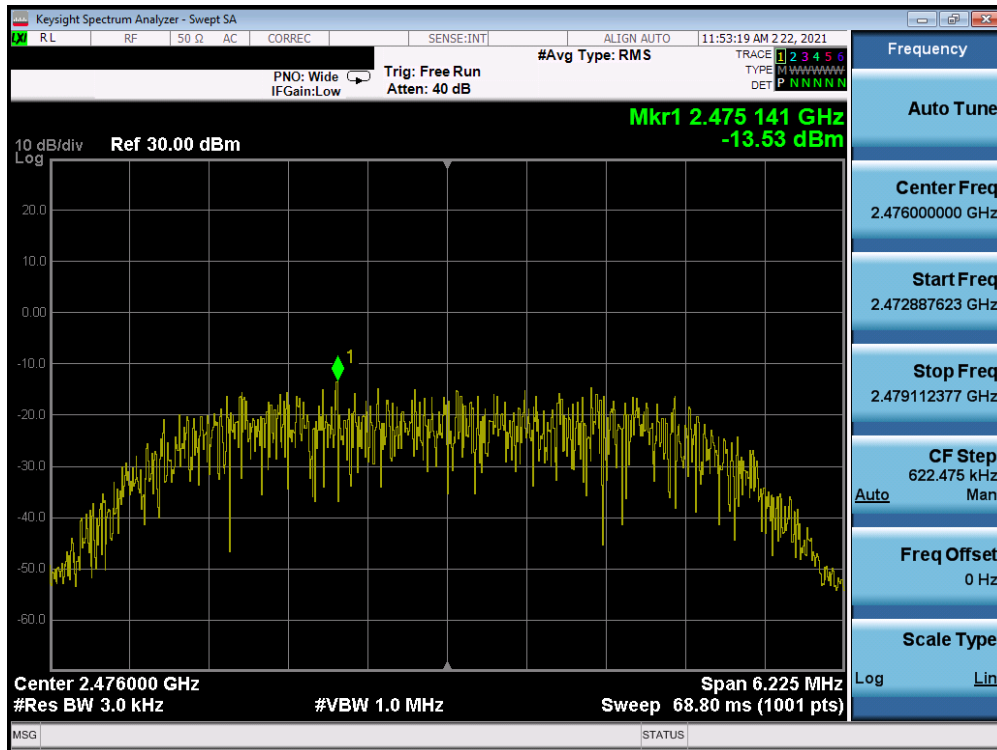 Keysight Spectrum Analyzer - Swept SA
LXI RL RF 50 Ω AC CORREC SENSE:INT ALIGN AUTO 11:53:19 AM 2 22, 2021
Frequency
#Avg Type: RMS
TRACE 1 2 3 4 5 6
PNO: Wide Trig: Free Run
TYPE M WWWWW
IFGain:Low Atten: 40 dB
DET P N N N N N
Auto Tune
Mkr1 2.475 141 GHz
-13.53 dBm
10 dB/div Ref 30.00 dBm
Log
20.0
10.0
0.00
-10.0
-20.0
-30.0
-40.0
-50.0
-60.0
1
Center Freq
2.476000000 GHz
Start Freq
2.472887623 GHz
Stop Freq
2.479112377 GHz
CF Step
622.475 kHz
Auto Man
Freq Offset
0 Hz
Scale Type
Log Lin
Center 2.476000 GHz Span 6.225 MHz
#Res BW 3.0 kHz #VBW 1.0 MHz Sweep 68.80 ms (1001 pts)
MSG STATUS